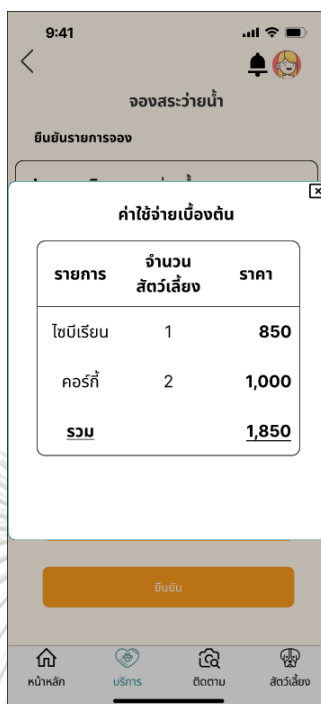 9:41
จองสระว่ายน้ำ
ยืนยันรายการจอง
ค่าใช้จ่ายเบื้องต้น
รายการ จำนวนสัตว์เลี้ยง ราคา
ไซบีเรียน 1 850
คอร์กี้ 2 1,000
รวม 1,850
ยืนยัน
หน้าหลัก บริการ ติดตาม สัตว์เลี้ยง